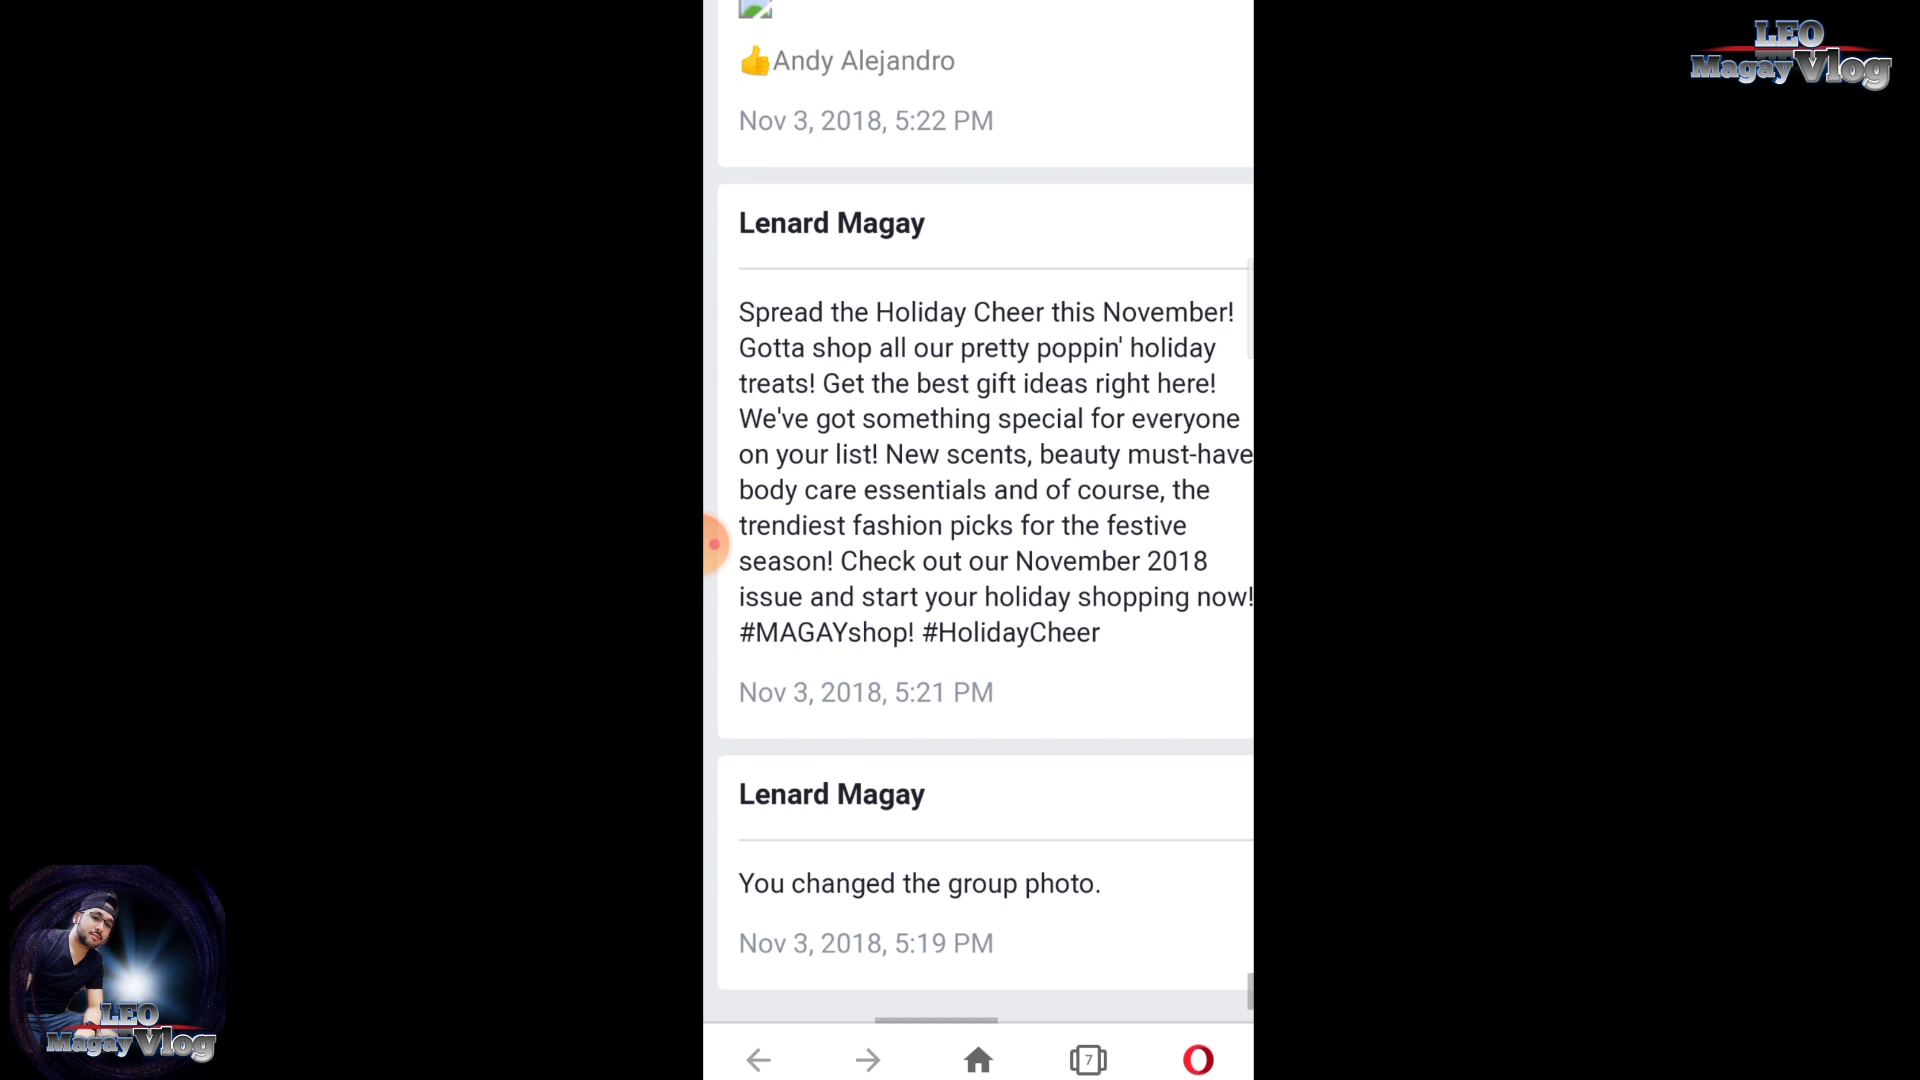 LEO
Magay Vlog
👍Andy Alejandro
Nov 3, 2018, 5:22 PM
Lenard Magay
Spread the Holiday Cheer this November!
Gotta shop all our pretty poppin' holiday
treats! Get the best gift ideas right here!
We've got something special for everyone
on your list! New scents, beauty must-have
body care essentials and of course, the
trendiest fashion picks for the festive
season! Check out our November 2018
issue and start your holiday shopping now!
#MAGAYshop! #HolidayCheer
Nov 3, 2018, 5:21 PM
Lenard Magay
You changed the group photo.
Nov 3, 2018, 5:19 PM
LEO
Magay Vlog
7